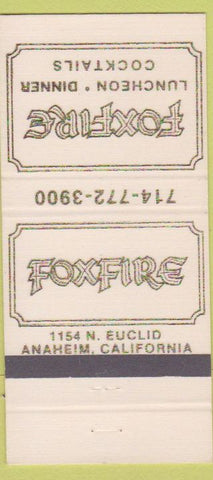 COCKTAILS
LUNCHEON • DINNER
FOXFIRE
714-772-3900
FOXFIRE
1154 N. EUCLID
ANAHEIM, CALIFORNIA